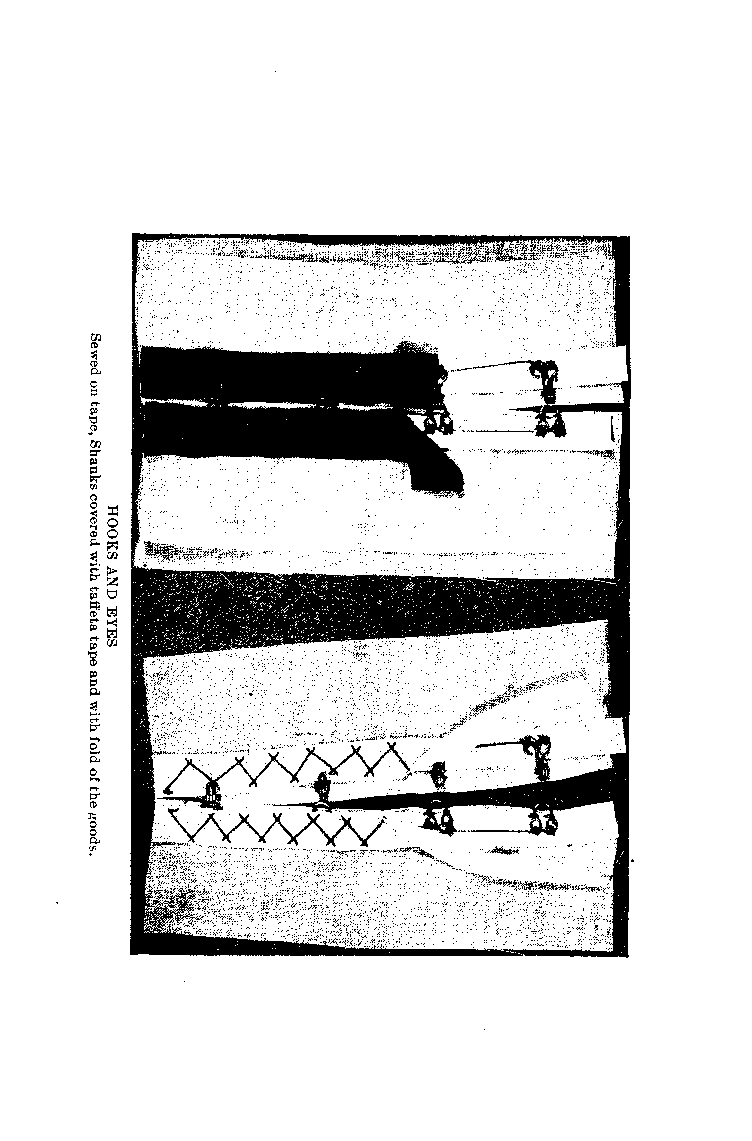 HOOKS AND EYES
Sewed on tape, Shanks covered with taffeta tape and with fold of the goods.